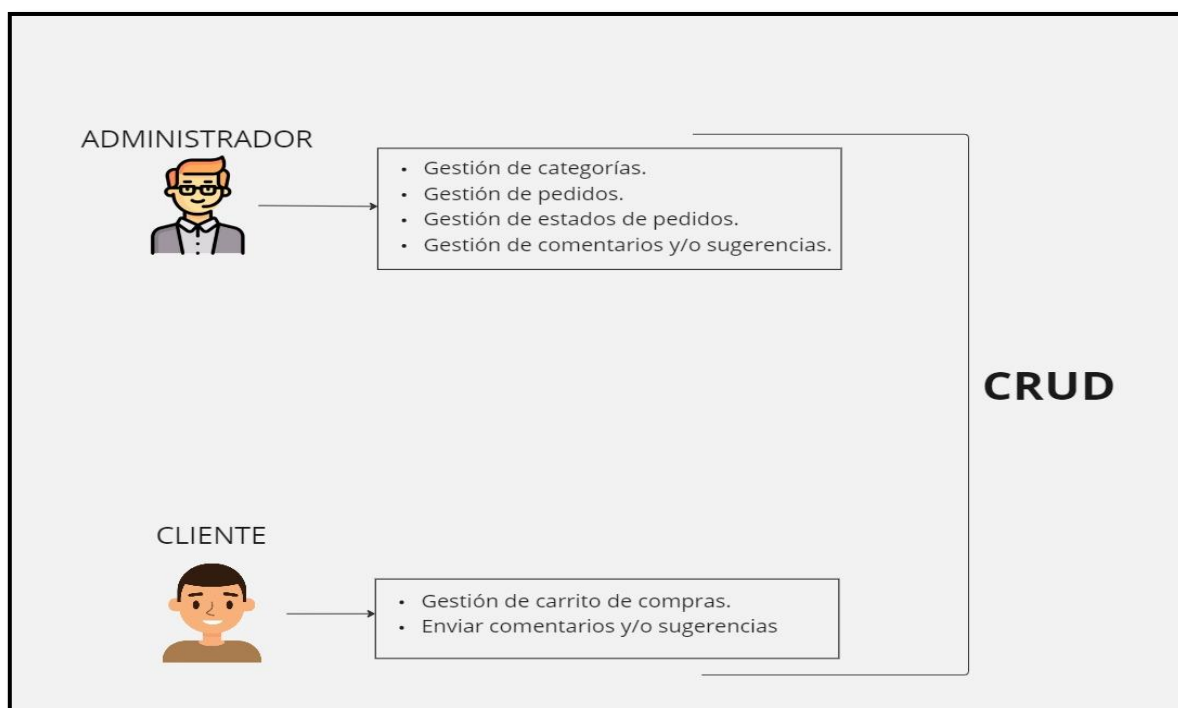 ADMINISTRADOR
• Gestión de categorías.
• Gestión de pedidos.
• Gestión de estados de pedidos.
• Gestión de comentarios y/o sugerencias.
CRUD
CLIENTE
• Gestión de carrito de compras.
• Enviar comentarios y/o sugerencias